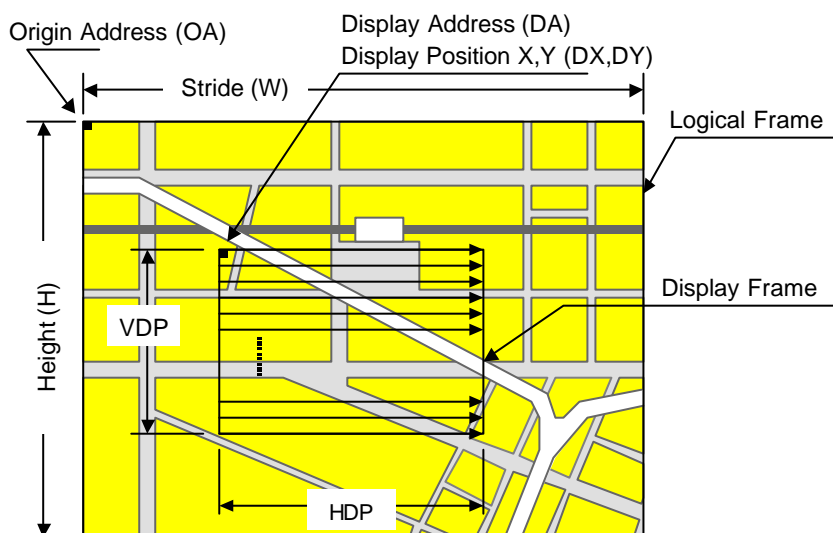 Origin Address (OA)
Display Address (DA)
Display Position X,Y (DX,DY)
Stride (W)
Logical Frame
Height (H)
VDP
Display Frame
HDP